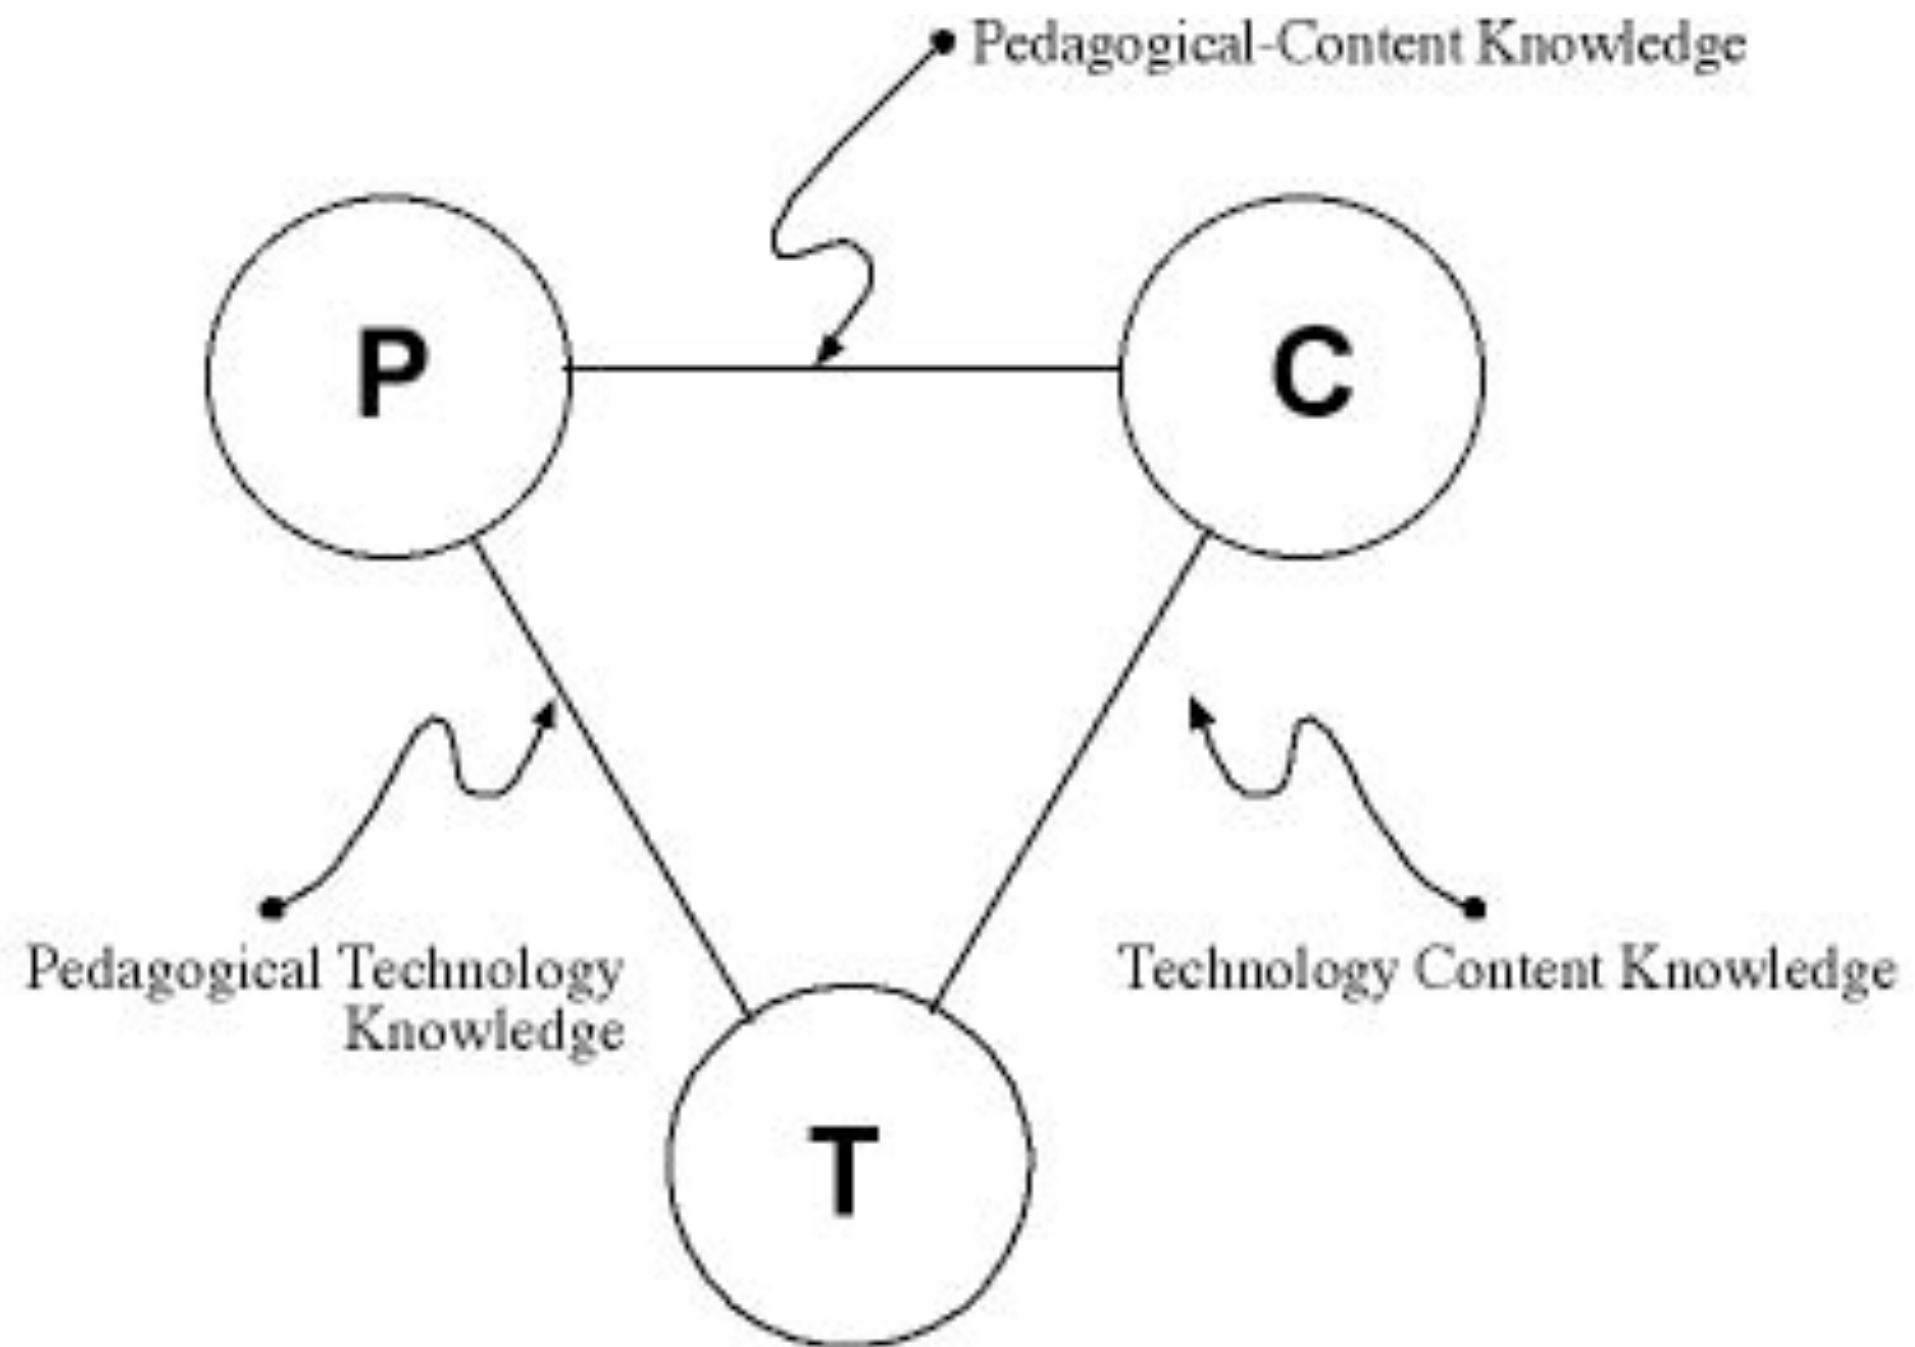 Pedagogical-Content Knowledge
P
C
Pedagogical Technology
Knowledge
Technology Content Knowledge
T